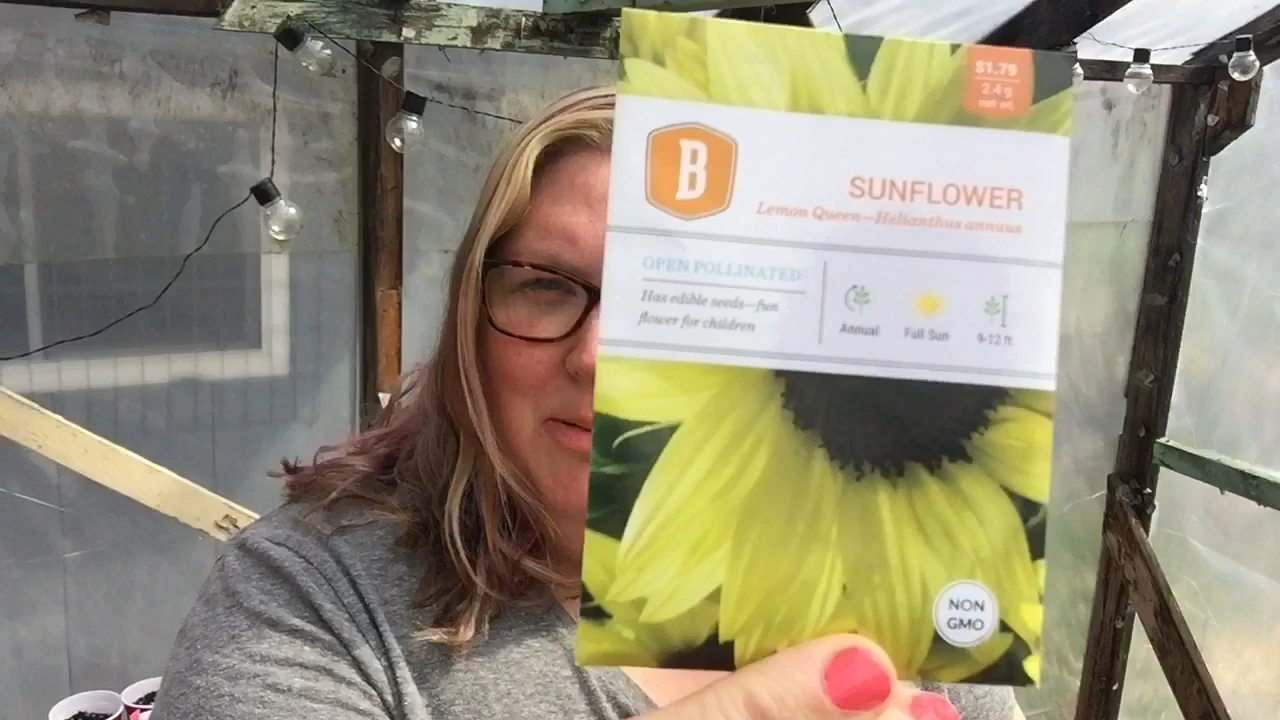 $1.79
2.4 g
net wt.
B
SUNFLOWER
Lemon Queen—Helianthus annuus
OPEN POLLINATED
Has edible seeds—fun
flower for children
Annual
Full Sun
9-12 ft.
NON
GMO